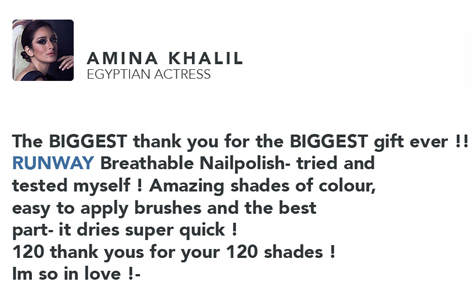 AMINA KHALIL
EGYPTIAN ACTRESS
The BIGGEST thank you for the BIGGEST gift ever !!
RUNWAY Breathable Nailpolish- tried and
tested myself ! Amazing shades of colour,
easy to apply brushes and the best
part- it dries super quick !
120 thank yous for your 120 shades !
Im so in love !-